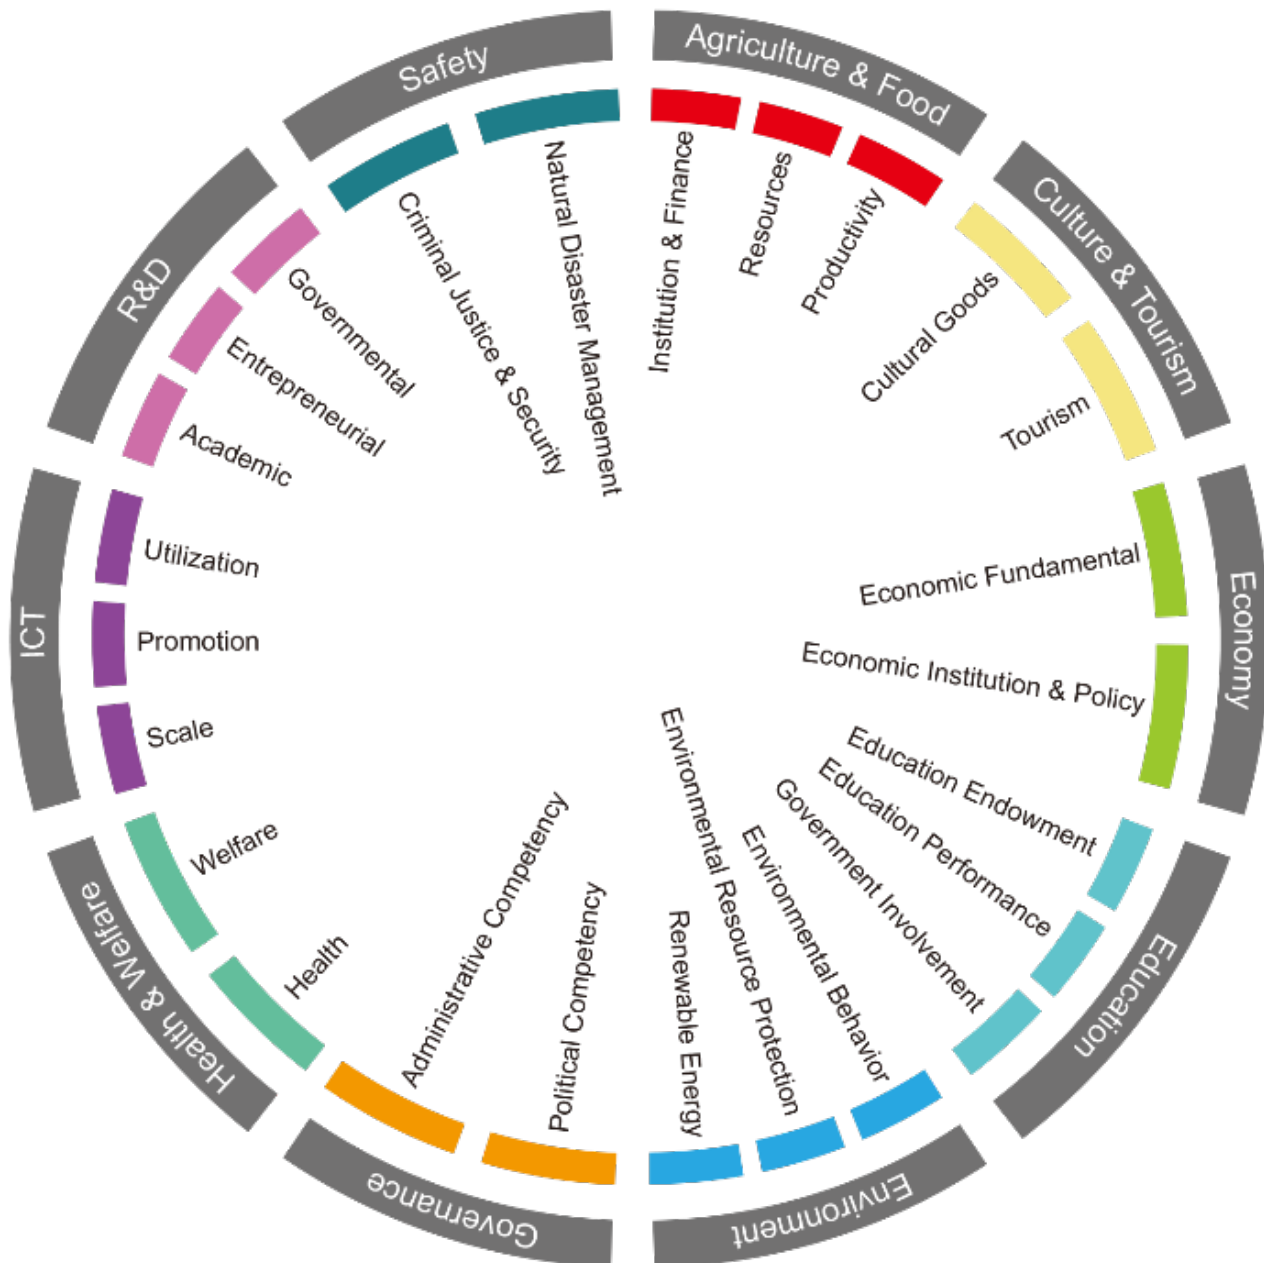 Agriculture & Food
Institution & Finance
Resources
Productivity
Culture & Tourism
Cultural Goods
Tourism
Economy
Economic Fundamental
Economic Institution & Policy
Education
Education Endowment
Education Performance
Government Involvement
Environment
Environmental Behavior
Environmental Resource Protection
Renewable Energy
Governance
Political Competency
Administrative Competency
Health & Welfare
Health
Welfare
ICT
Scale
Promotion
Utilization
R&D
Academic
Entrepreneurial
Governmental
Safety
Criminal Justice & Security
Natural Disaster Management